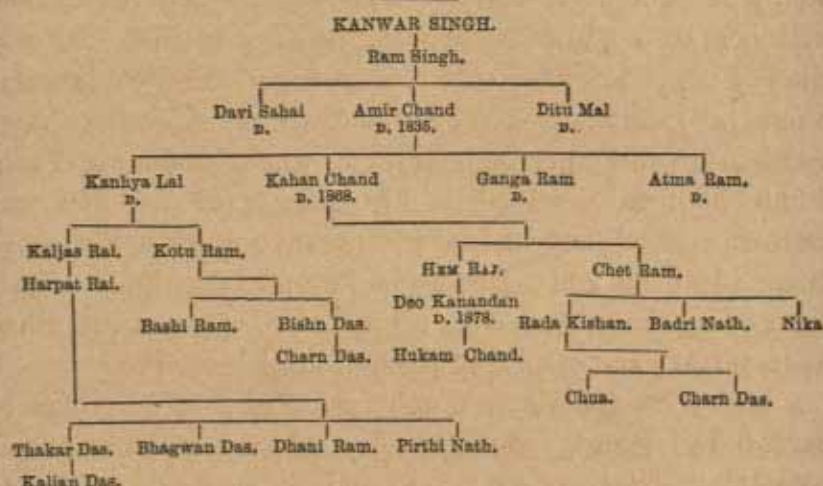 KANWAR SINGH.
Ram Singh.
Davi Sahai Amir Chand Ditu Mal
D. D. 1835. D.
Kanhya Lal Kahan Chand Ganga Ram Atma Ram.
D. D. 1868. D. D.
Kaljas Rai. Kotu Ram.
HEM RAJ. Chet Ram.
Harpat Rai.
Deo Kanandan
D. 1878.
Bashi Ram. Bishn Das. Rada Kishan. Badri Nath. Nika
Charn Das. Hukam Chand.
Chua. Charn Das.
Thakar Das. Bhagwan Das. Dhani Ram. Pirthi Nath.
Kalian Das.